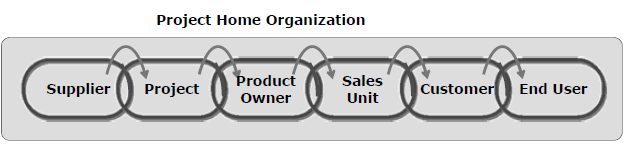 Project Home Organization
Supplier
Project
Product
Owner
Sales
Unit
Customer
End User